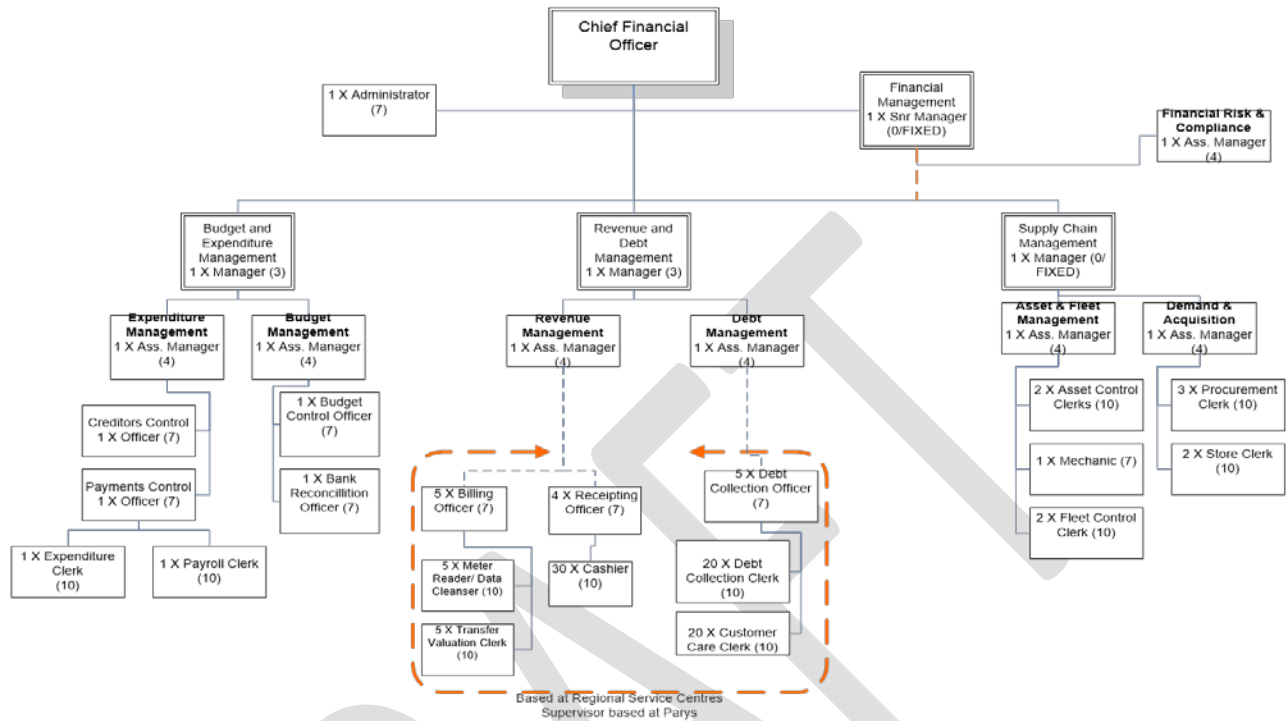 Chief Financial
Officer
1 X Administrator
(7)
Financial
Management
1 X Snr Manager
(0/FIXED)
Financial Risk &
Compliance
1 X Ass. Manager
(4)
Budget and
Expenditure
Management
1 X Manager (3)
Revenue and
Debt
Management
1 X Manager (3)
Supply Chain
Management
1 X Manager (0/
FIXED)
Expenditure
Management
1 X Ass. Manager
(4)
Budget
Management
1 X Ass. Manager
(4)
Revenue
Management
1 X Ass. Manager
(4)
Debt
Management
1 X Ass. Manager
(4)
Asset & Fleet
Management
1 X Ass. Manager
(4)
Demand &
Acquisition
1 X Ass. Manager
(4)
Creditors Control
1 X Officer (7)
Payments Control
1 X Officer (7)
1 X Expenditure
Clerk
(10)
1 X Payroll Clerk
(10)
1 X Budget
Control Officer
(7)
1 X Bank
Reconcillition
Officer (7)
5 X Billing
Officer (7)
4 X Receipting
Officer (7)
5 X Meter
Reader/ Data
Cleanser (10)
30 X Cashier
(10)
5 X Transfer
Valuation Clerk
(10)
5 X Debt
Collection Officer
(7)
20 X Debt
Collection Clerk
(10)
20 X Customer
Care Clerk (10)
2 X Asset Control
Clerks (10)
1 X Mechanic (7)
2 X Fleet Control
Clerk (10)
3 X Procurement
Clerk (10)
2 X Store Clerk
(10)
Based at Regional Service Centres
Supervisor based at Parys